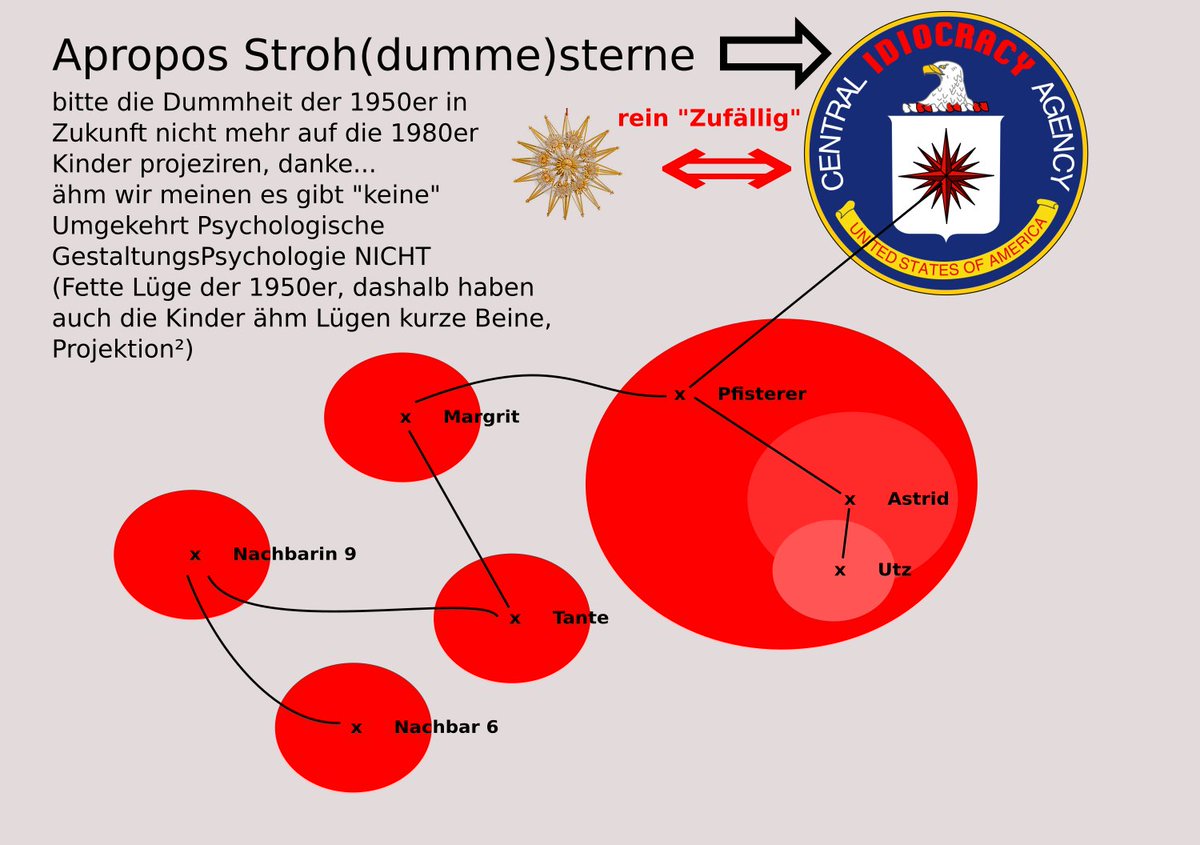 Apropos Stroh(dumme)sterne
bitte die Dummheit der 1950er in
Zukunft nicht mehr auf die 1980er
Kinder projeziren, danke...
ähm wir meinen es gibt "keine"
Umgekehrt Psychologische
GestaltungsPsychologie NICHT
(Fette Lüge der 1950er, dashalb haben
auch die Kinder ähm Lügen kurze Beine,
Projektion²)
rein "Zufällig"
CENTRAL IDIOCRACY AGENCY
UNITED STATES OF AMERICA
x Pfisterer
x Margrit
x Astrid
x Nachbarin 9
x Utz
x Tante
x Nachbar 6